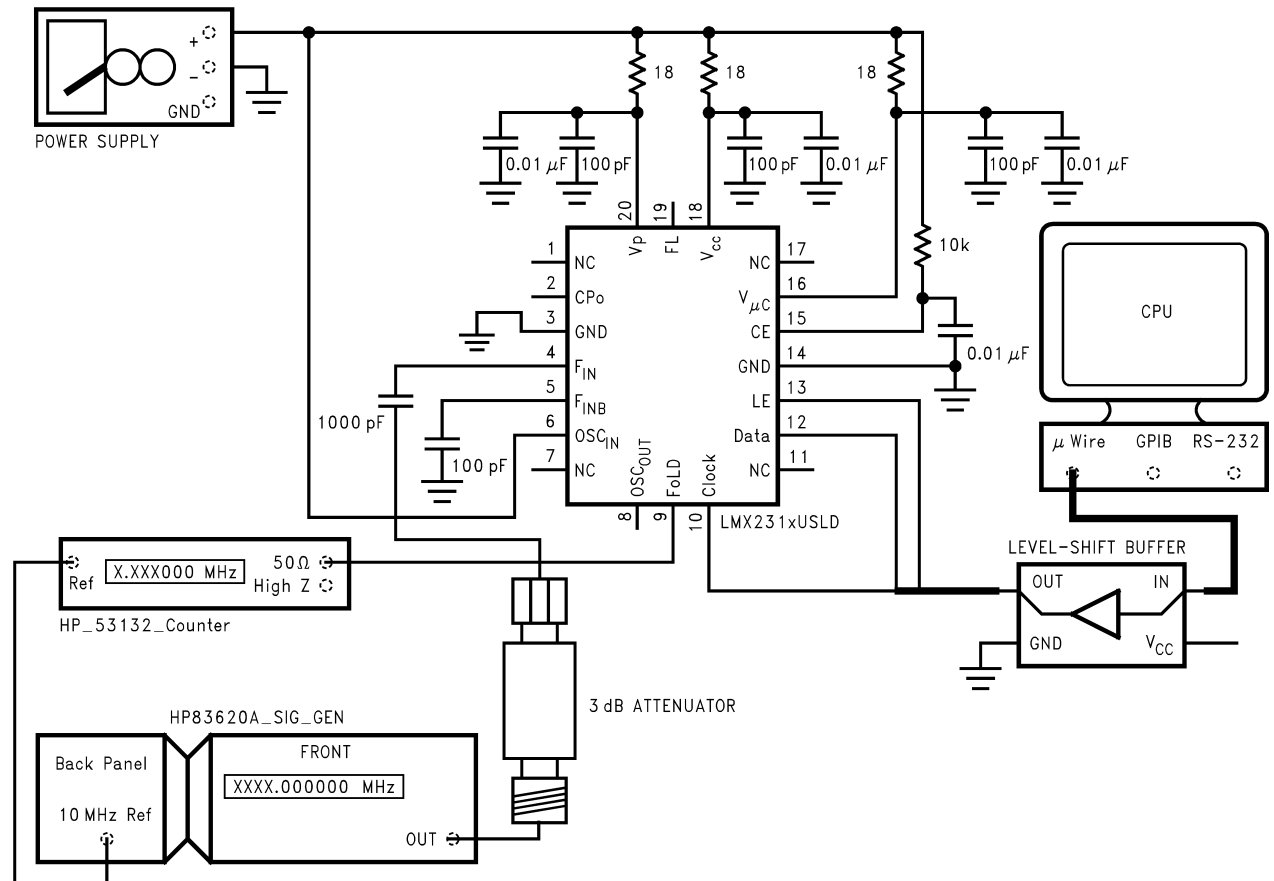 +
−
GND
POWER SUPPLY
18
18
18
0.01 µF
100 pF
100 pF
0.01 µF
100 pF
0.01 µF
20
19
18
Vp
FL
Vcc
1
NC
2
CPo
3
GND
4
FIN
5
FINB
6
OSCIN
7
NC
17
NC
16
VµC
15
CE
14
GND
13
LE
12
Data
11
NC
OSCOUT
FoLD
Clock
8
9
10
LMX231xUSLD
10k
0.01 µF
1000 pF
100 pF
CPU
µ Wire
GPIB
RS-232
LEVEL-SHIFT BUFFER
OUT
IN
GND
VCC
Ref
X.XXX000 MHz
50Ω
High Z
HP_53132_Counter
3 dB ATTENUATOR
HP83620A_SIG_GEN
Back Panel
10 MHz Ref
FRONT
XXXX.000000 MHz
OUT